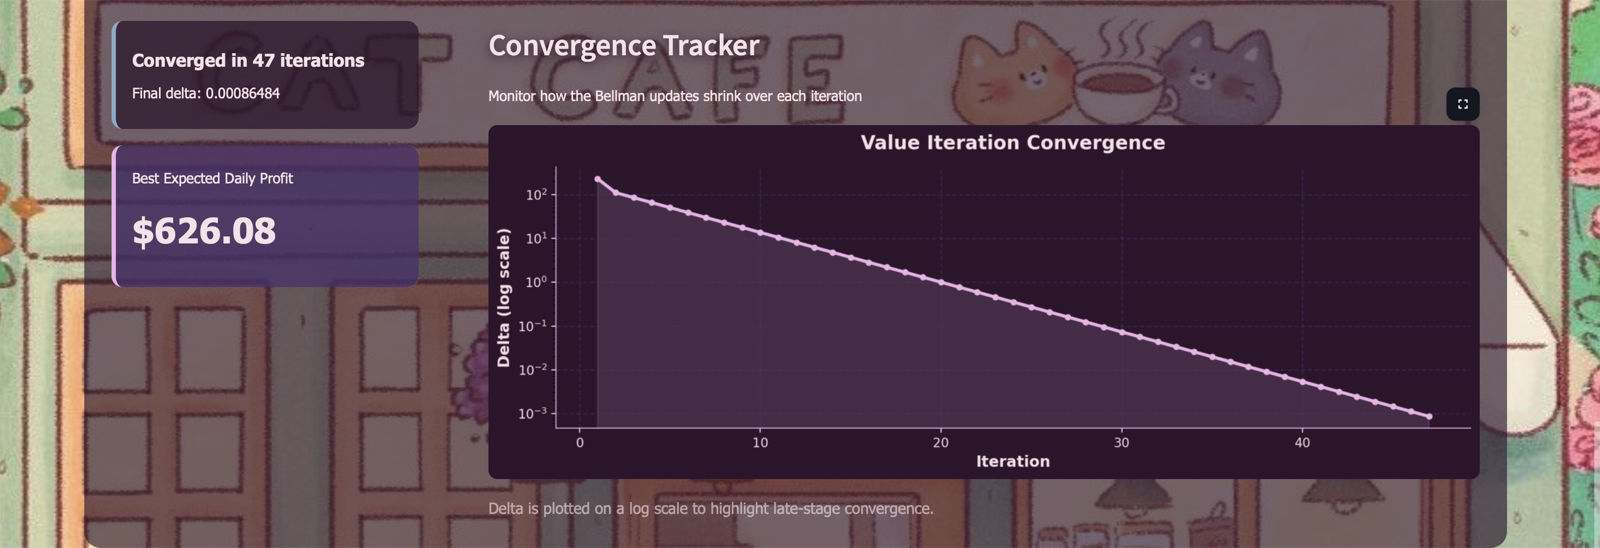 CAT CAFE
Converged in 47 iterations
Final delta: 0.00086484
Best Expected Daily Profit
$626.08
Convergence Tracker
Monitor how the Bellman updates shrink over each iteration
Value Iteration Convergence
Delta (log scale)
10²
10¹
10⁰
10⁻¹
10⁻²
10⁻³
0 10 20 30 40
Iteration
Delta is plotted on a log scale to highlight late-stage convergence.